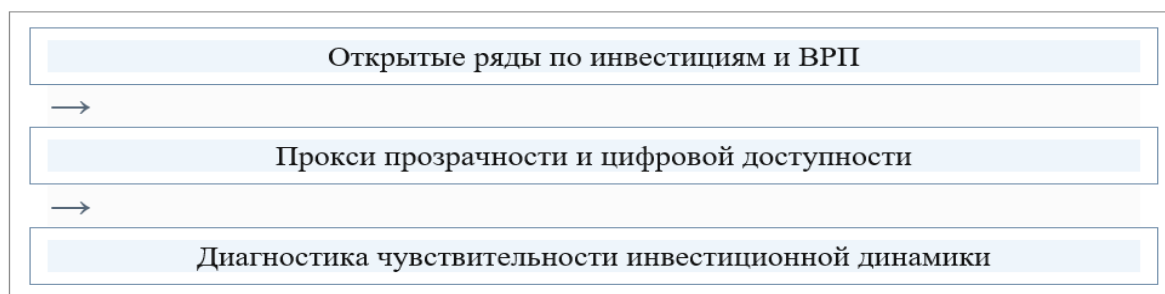 Открытые ряды по инвестициям и ВРП
→
Прокси прозрачности и цифровой доступности
→
Диагностика чувствительности инвестиционной динамики